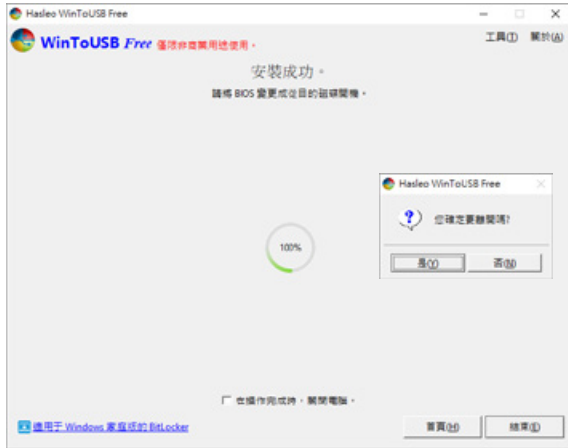 Hasleo WinToUSB Free
WinToUSB Free 僅限非商業用途使用。
工具(T) 關於(A)
安裝成功。
請將 BIOS 變更成從目的磁碟開機。
Hasleo WinToUSB Free
您確定要離開嗎?
是(Y) 否(N)
100%
在操作完成時，關閉電腦。
適用于 Windows 家庭版的 BitLocker
首頁(H) 結束(E)